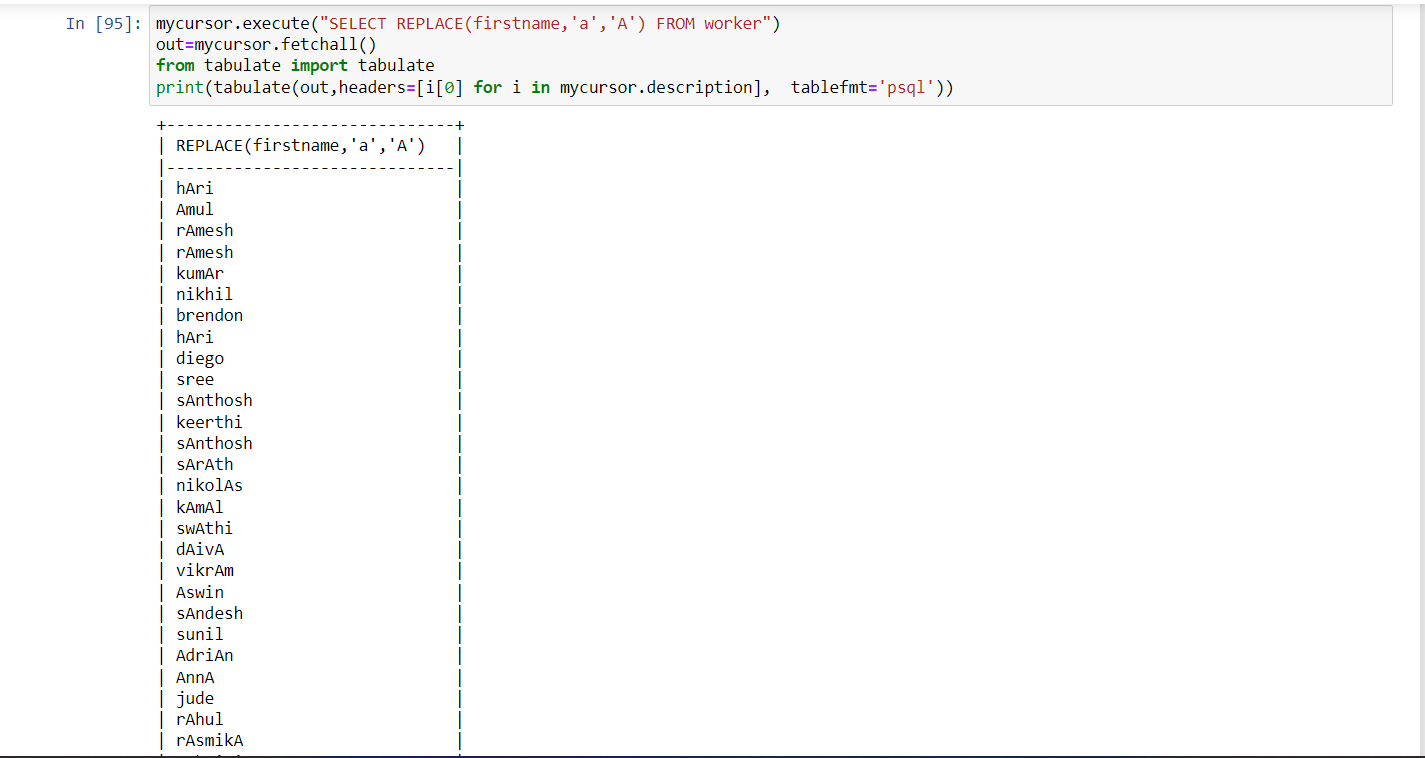 In [95]: mycursor.execute("SELECT REPLACE(firstname,'a','A') FROM worker")
out=mycursor.fetchall()
from tabulate import tabulate
print(tabulate(out,headers=[i[0] for i in mycursor.description],  tablefmt='psql'))
+------------------------------+
| REPLACE(firstname,'a','A')   |
|------------------------------|
| hAri                         |
| Amul                         |
| rAmesh                       |
| rAmesh                       |
| kumAr                        |
| nikhil                       |
| brendon                      |
| hAri                         |
| diego                        |
| sree                         |
| sAnthosh                     |
| keerthi                      |
| sAnthosh                     |
| sArAth                       |
| nikolAs                      |
| kAmAl                        |
| swAthi                       |
| dAivA                        |
| vikrAm                       |
| Aswin                        |
| sAndesh                      |
| sunil                        |
| AdriAn                       |
| AnnA                         |
| jude                         |
| rAhul                        |
| rAsmikA                      |